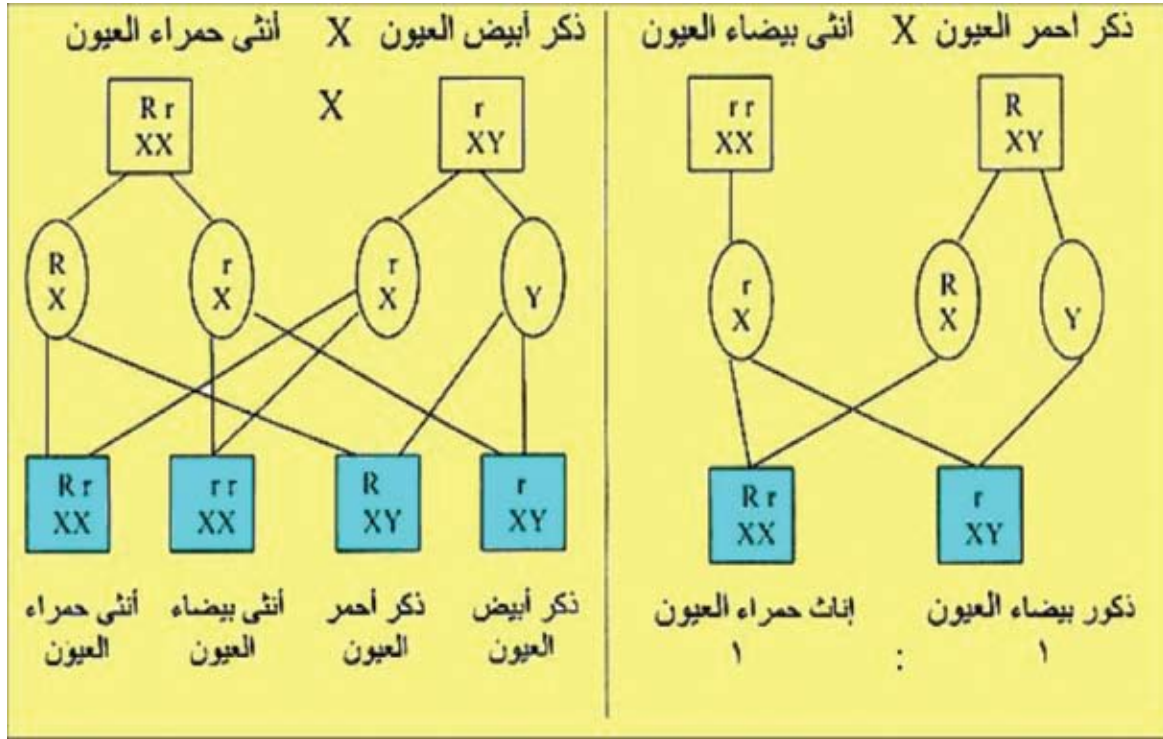 ذكر أحمر العيون X أنثى بيضاء العيون
R
XY
r r
XX
Y
R
X
r
X
r
XY
R r
XX
ذكور بيضاء العيون
إناث حمراء العيون
١ : ١
ذكر أبيض العيون X أنثى حمراء العيون
r
XY
X
R r
XX
Y
r
X
r
X
R
X
r
XY
R
XY
r r
XX
R r
XX
ذكر أبيض العيون
ذكر أحمر العيون
أنثى بيضاء العيون
أنثى حمراء العيون